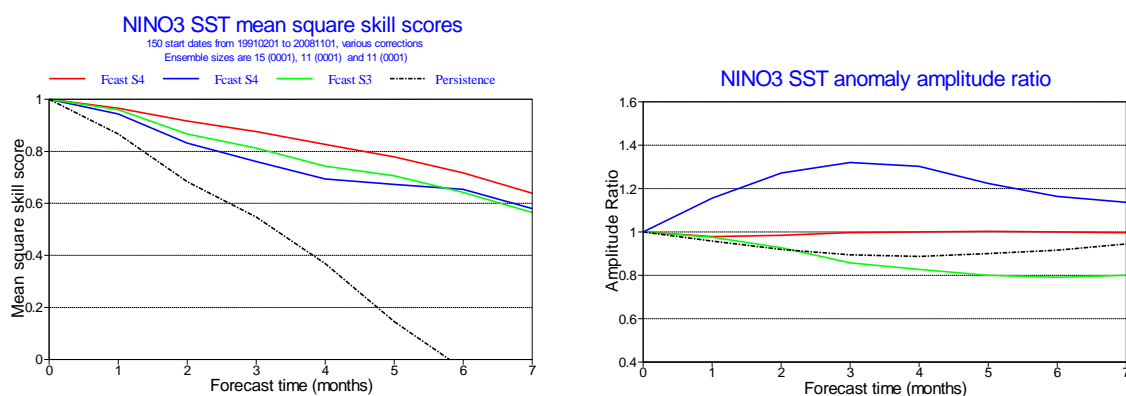 NINO3 SST mean square skill scores
150 start dates from 19910201 to 20081101, various corrections
Ensemble sizes are 15 (0001), 11 (0001) and 11 (0001)
Fcast S4 Fcast S4 Fcast S3 Persistence
1
0.8
0.6
0.4
0.2
0
Mean square skill score
0 1 2 3 4 5 6 7
Forecast time (months)
NINO3 SST anomaly amplitude ratio
1.6
1.4
1.2
1
0.8
0.6
0.4
Amplitude Ratio
0 1 2 3 4 5 6 7
Forecast time (months)